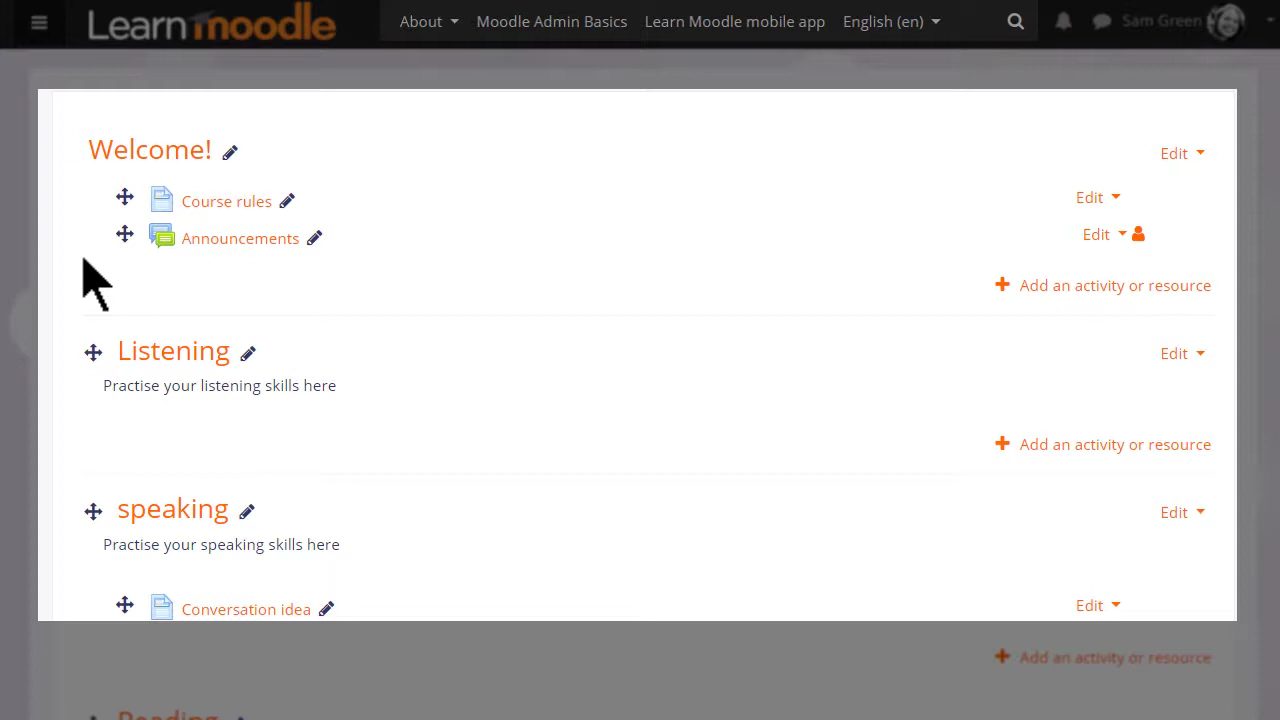 Learn moodle About Moodle Admin Basics Learn Moodle mobile app English (en) Sam Green
Welcome! Edit
Course rules Edit
Announcements Edit
Add an activity or resource
Listening Edit
Practise your listening skills here
Add an activity or resource
speaking Edit
Practise your speaking skills here
Conversation idea Edit
Add an activity or resource
Reading